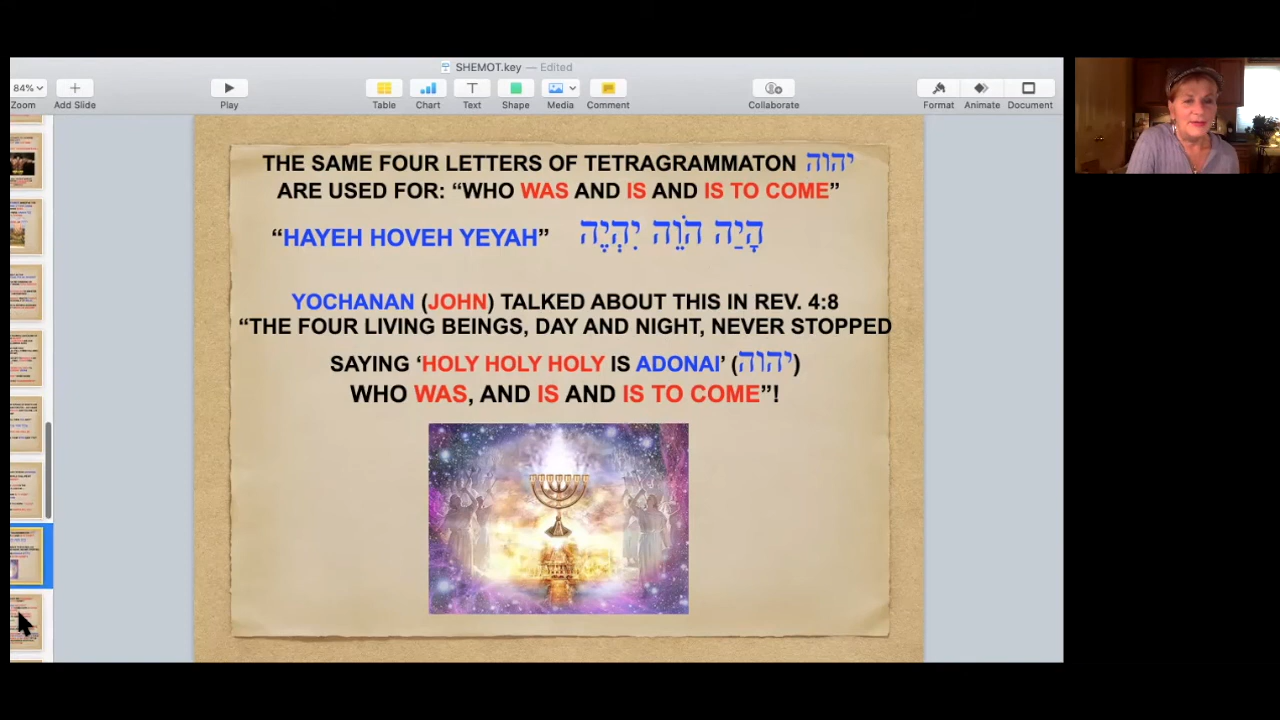 SHEMOT.key — Edited
84%
Zoom
Add Slide
Play
Table
Chart
Text
Shape
Media
Comment
Collaborate
Format
Animate
Document
THE SAME FOUR LETTERS OF TETRAGRAMMATON יהוה
ARE USED FOR: “WHO WAS AND IS AND IS TO COME”
“HAYEH HOVEH YEYAH” הָיַה הֹוֵה יִהְיֶה
YOCHANAN (JOHN) TALKED ABOUT THIS IN REV. 4:8
“THE FOUR LIVING BEINGS, DAY AND NIGHT, NEVER STOPPED
SAYING ‘HOLY HOLY HOLY IS ADONAI’ (יהוה)
WHO WAS, AND IS AND IS TO COME”!